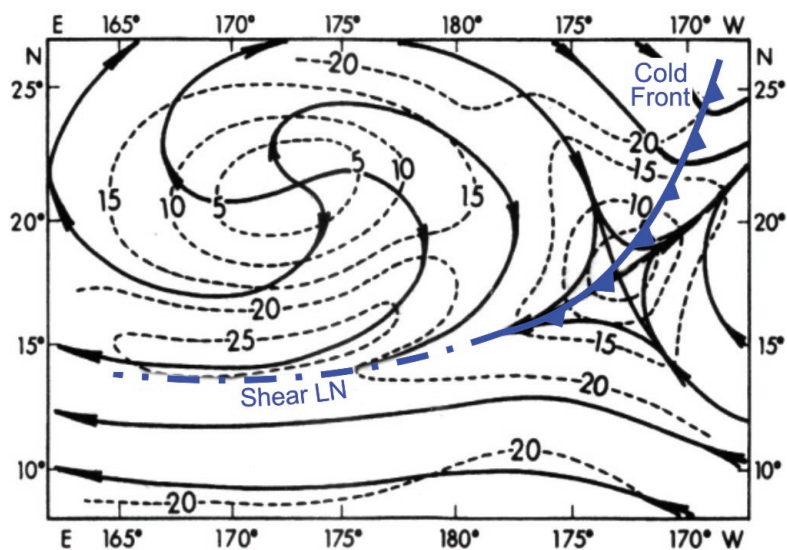 E 165° 170° 175° 180° 175° 170° W
N N
20
Cold
Front
25° 25°
20
15
5 10
15 10 5 15 10
20° 20°
20
25
15° 15° 15
Shear LN 20
20
10° 10°
20
E 165° 170° 175° 180° 175° 170° W